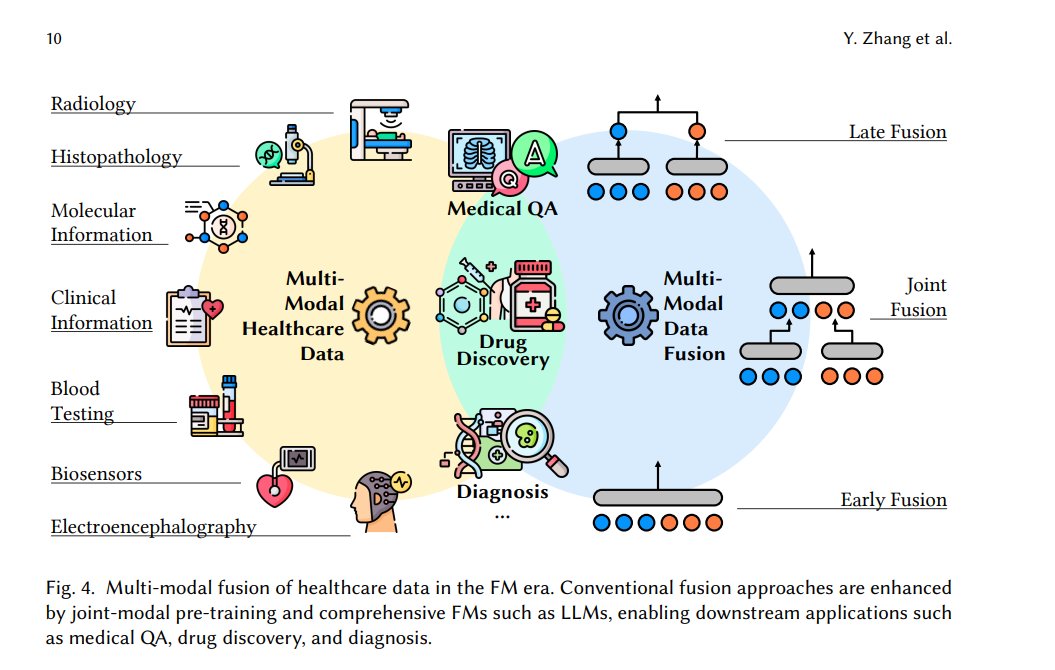 10
Y. Zhang et al.
Radiology
Histopathology
Molecular
Information
Clinical
Information
Blood
Testing
Biosensors
Electroencephalography
Multi-
Modal
Healthcare
Data
A
Q
Medical QA
Drug
Discovery
Diagnosis
...
Multi-
Modal
Data
Fusion
Late Fusion
Joint
Fusion
Early Fusion
Fig. 4. Multi-modal fusion of healthcare data in the FM era. Conventional fusion approaches are enhanced
by joint-modal pre-training and comprehensive FMs such as LLMs, enabling downstream applications such
as medical QA, drug discovery, and diagnosis.